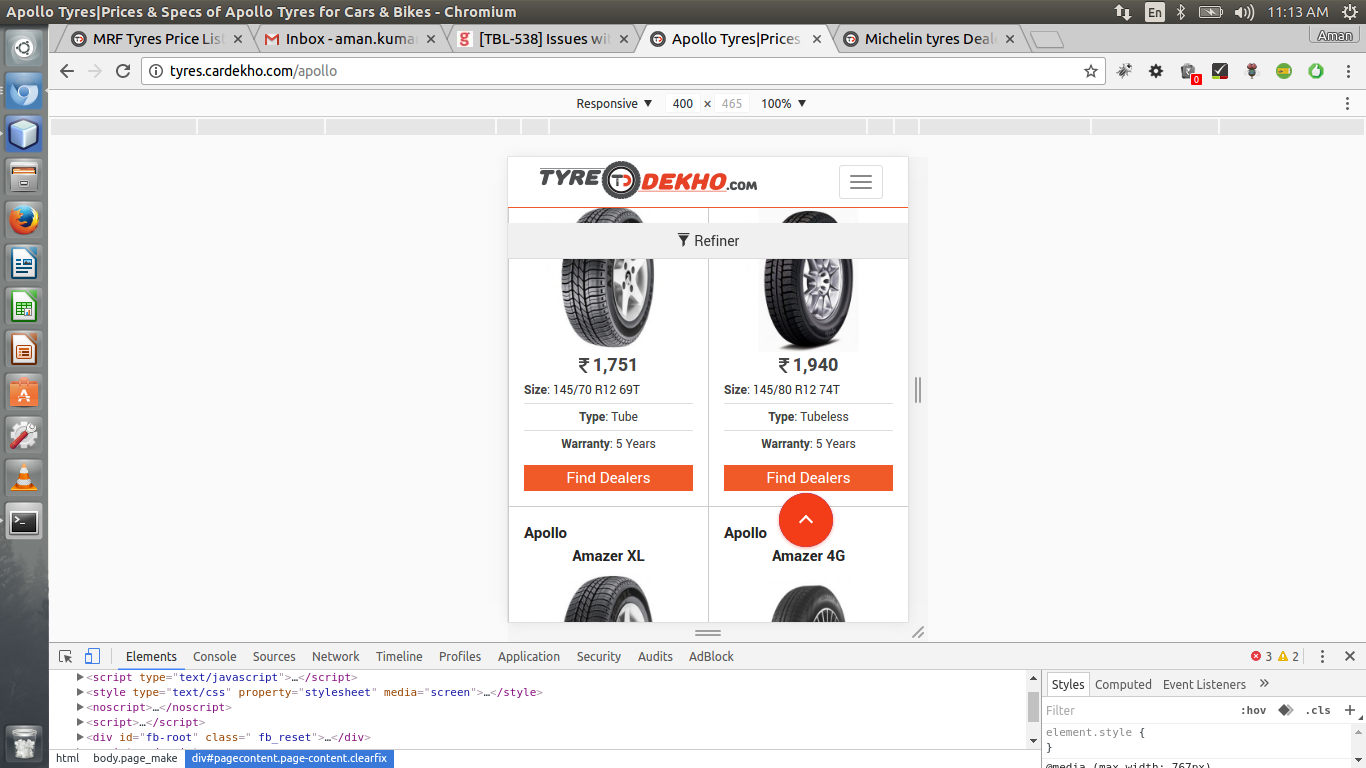 Apollo Tyres|Prices & Specs of Apollo Tyres for Cars & Bikes - Chromium
En
11:13 AM
MRF Tyres Price List
Inbox - aman.kumar
[TBL-538] Issues wit
Apollo Tyres|Prices
Michelin tyres Deale
Aman
tyres.cardekho.com/apollo
0
Responsive ▼ 400 × 465 100% ▼
TYRE TD DEKHO.COM
Refiner
₹ 1,751
₹ 1,940
Size: 145/70 R12 69T
Size: 145/80 R12 74T
Type: Tube
Type: Tubeless
Warranty: 5 Years
Warranty: 5 Years
Find Dealers
Find Dealers
Apollo
Amazer XL
Apollo
Amazer 4G
Elements Console Sources Network Timeline Profiles Application Security Audits AdBlock
3 2
▶<script type="text/javascript">…</script>
▶<style type="text/css" property="stylesheet" media="screen">…</style>
▶<noscript>…</noscript>
▶<script>…</script>
▶<div id="fb-root" class=" fb_reset">…</div>
html body.page_make div#pagecontent.page-content.clearfix
Styles Computed Event Listeners »
Filter :hov .cls +
element.style {
}
@media (max-width: 767px)